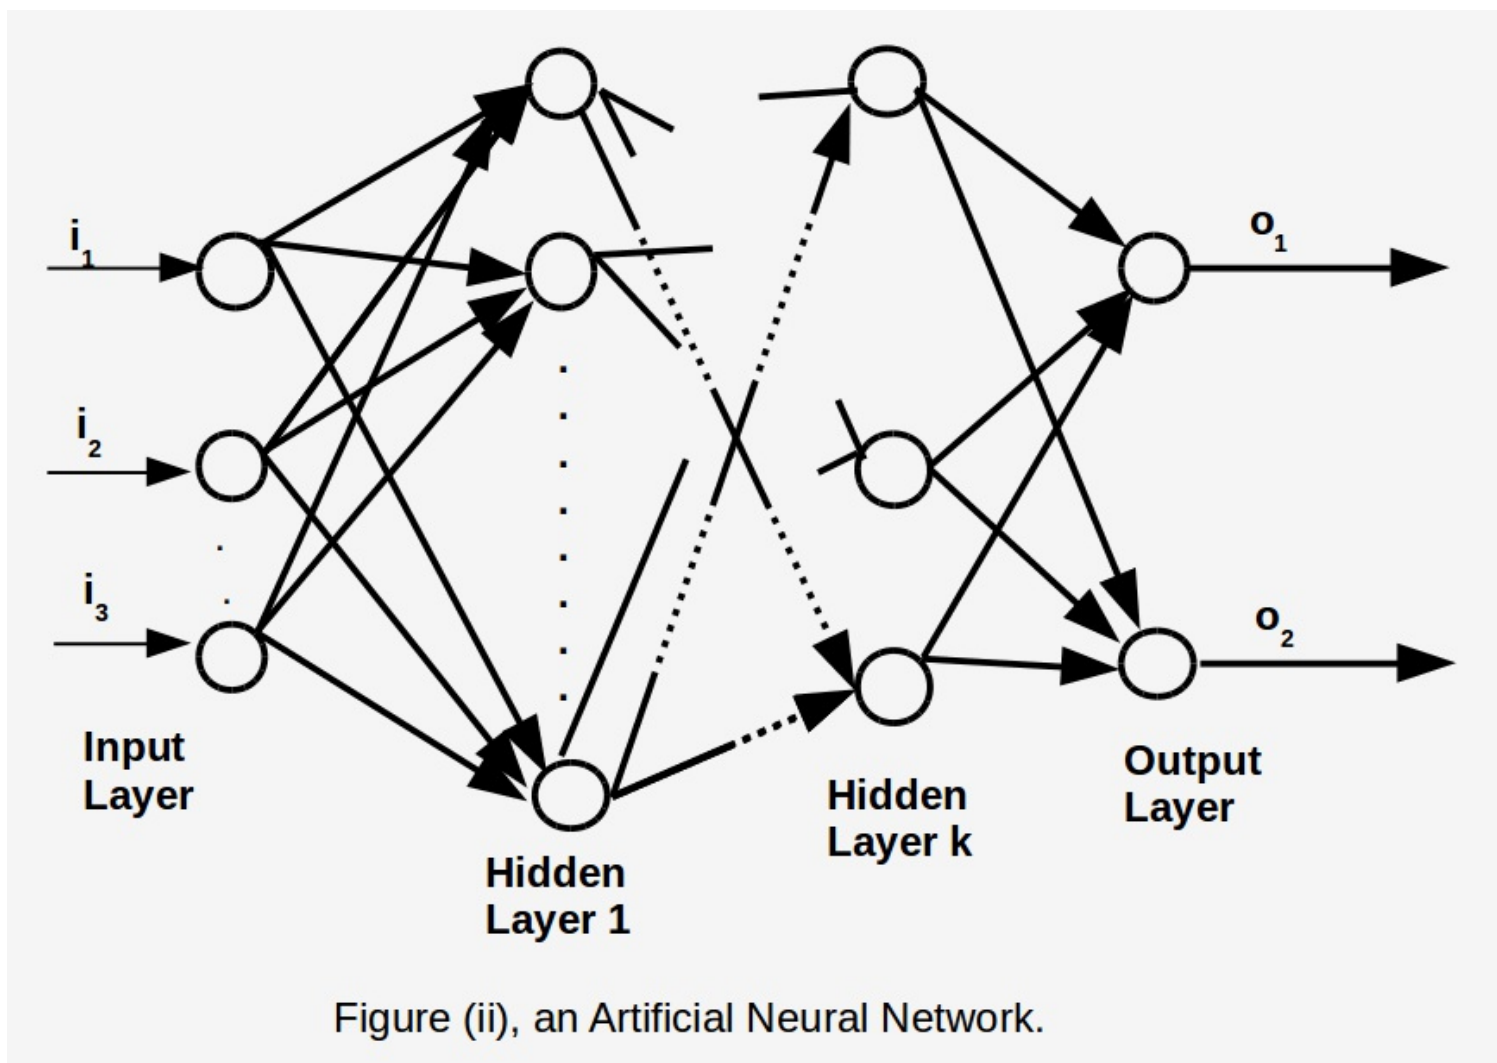 i1
o1
i2
i3
o2
Input
Layer
Output
Layer
Hidden
Layer k
Hidden
Layer 1
Figure (ii), an Artificial Neural Network.